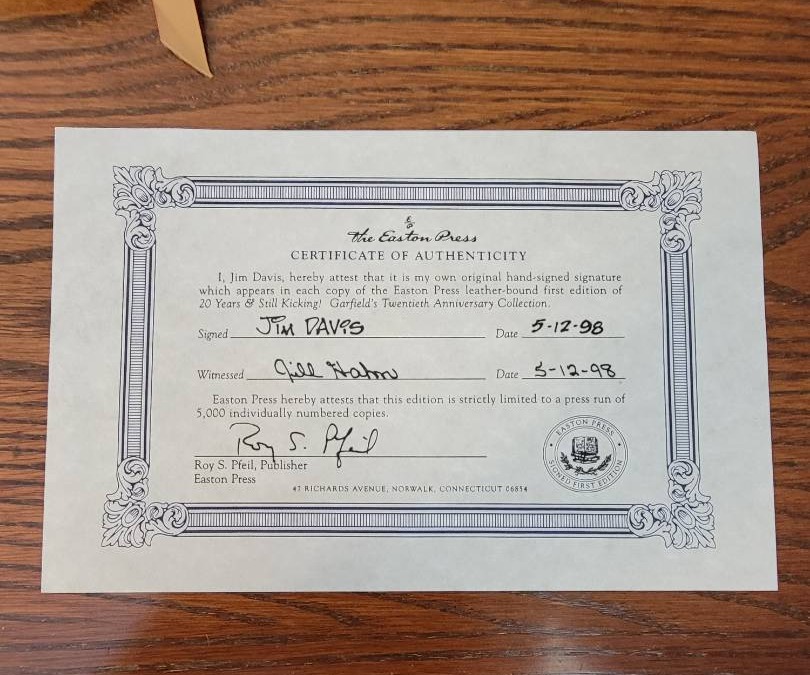 The Easton Press
CERTIFICATE OF AUTHENTICITY
I, Jim Davis, hereby attest that it is my own original hand-signed signature
which appears in each copy of the Easton Press leather-bound first edition of
20 Years & Still Kicking! Garfield's Twentieth Anniversary Collection.
Signed JIM DAVIS Date 5-12-98
Witnessed Jill Hahn Date 5-12-98
Easton Press hereby attests that this edition is strictly limited to a press run of
5,000 individually numbered copies.
Roy S. Pfeil
Roy S. Pfeil, Publisher
Easton Press
47 RICHARDS AVENUE, NORWALK, CONNECTICUT 06854
EASTON PRESS
SIGNED FIRST EDITION